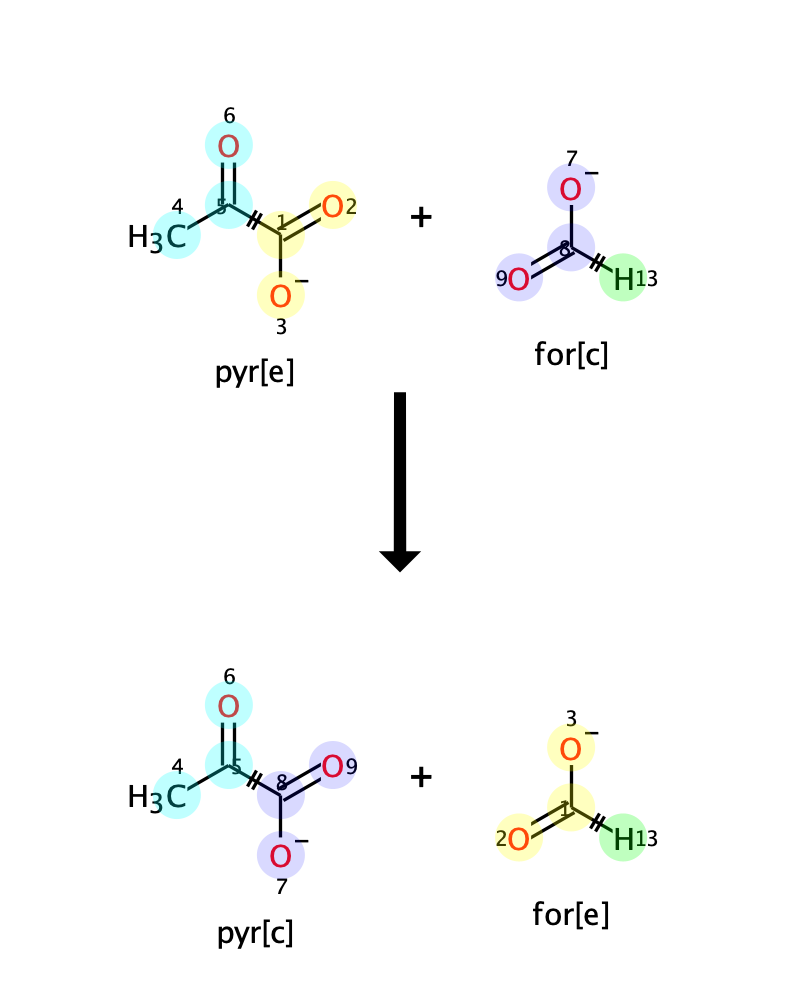 6
O
4 5 1 O2
H3C
O−
3
pyr[e]
+
7
O−
8
9O H13
for[c]
6
O
4 5 8 O9
H3C
O−
7
pyr[c]
+
3
O−
1
2O H13
for[e]